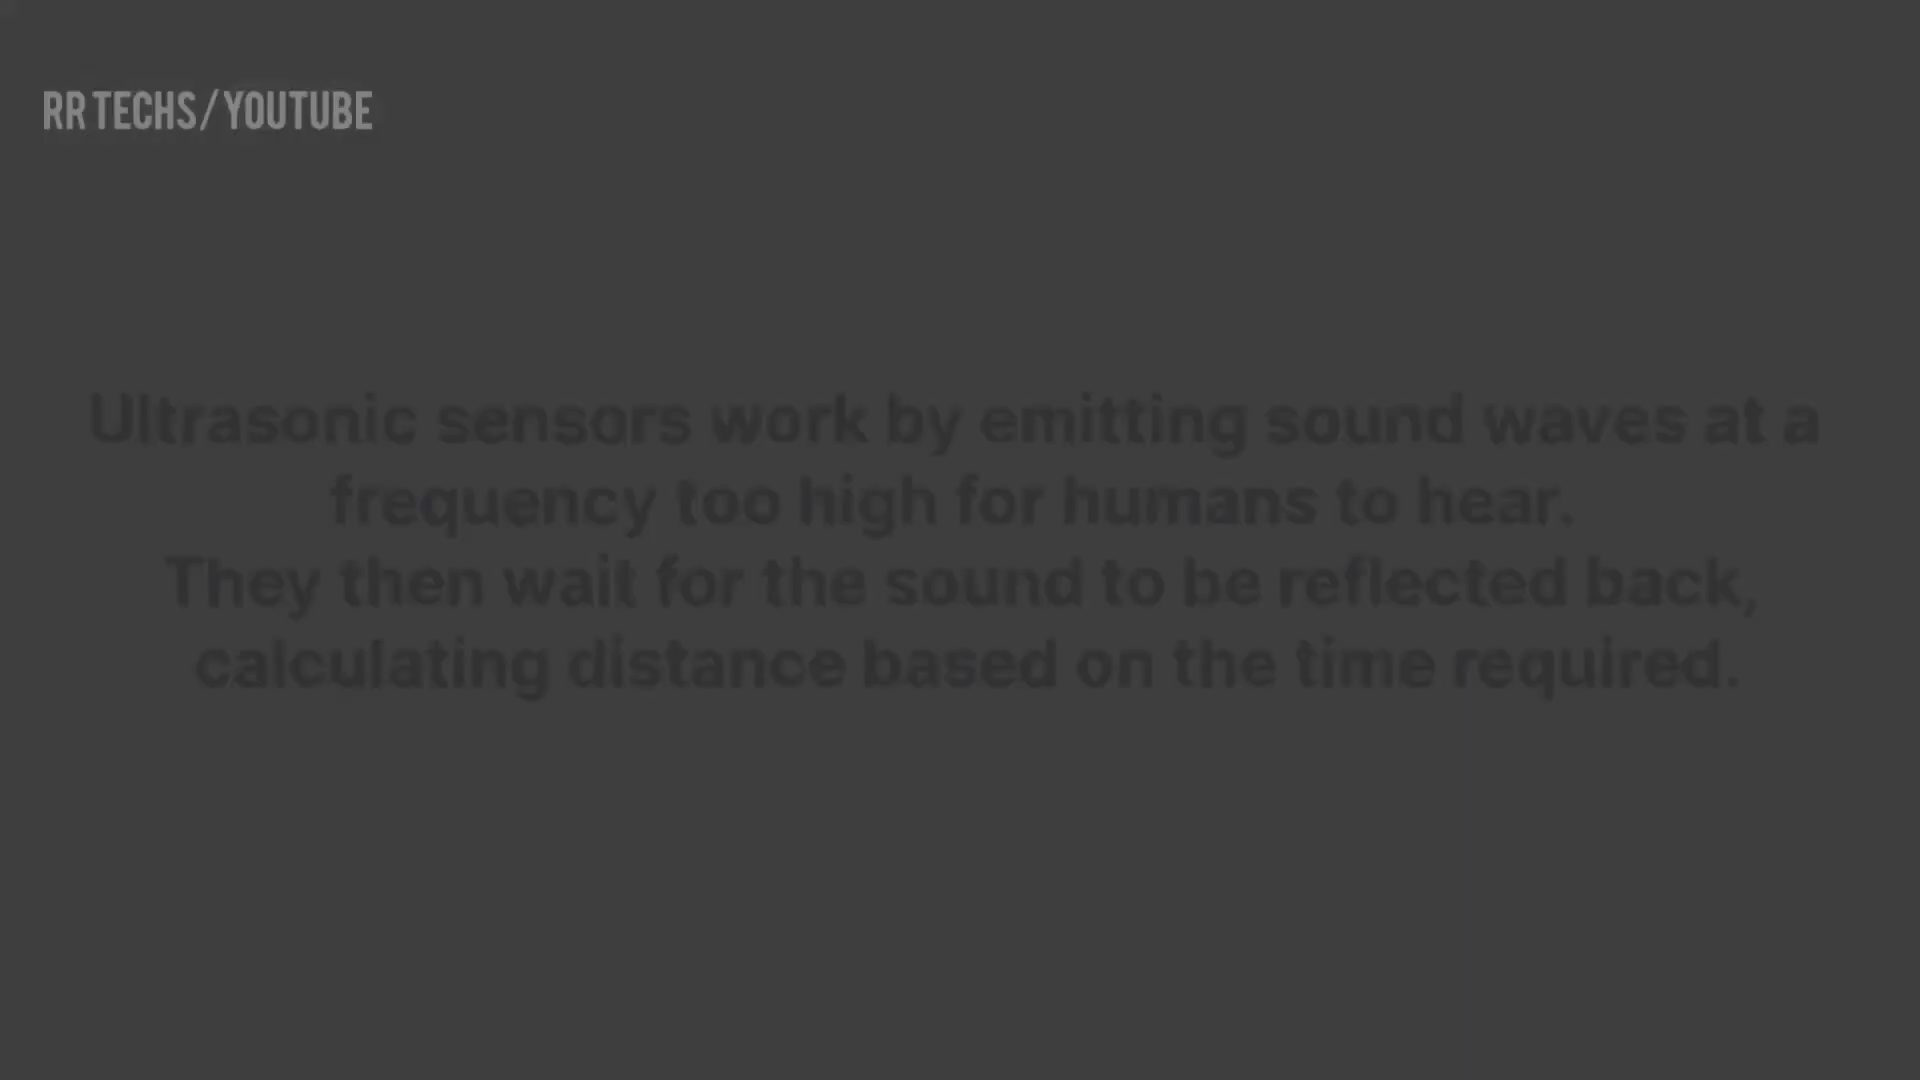 RR TECHS/YOUTUBE
Ultrasonic sensors work by emitting sound waves at a
frequency too high for humans to hear.
They then wait for the sound to be reflected back,
calculating distance based on the time required.